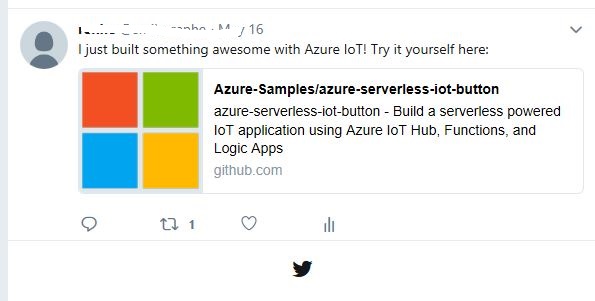 16
I just built something awesome with Azure IoT! Try it yourself here:
Azure-Samples/azure-serverless-iot-button
azure-serverless-iot-button - Build a serverless powered
IoT application using Azure IoT Hub, Functions, and
Logic Apps
github.com
1